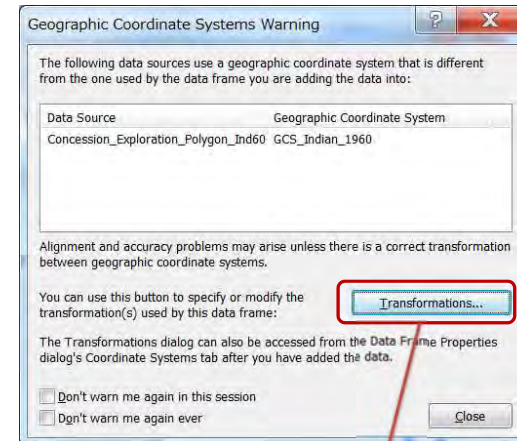 Geographic Coordinate Systems Warning
The following data sources use a geographic coordinate system that is different
from the one used by the data frame you are adding the data into:
Data Source Geographic Coordinate System
Concession_Exploration_Polygon_Ind60 GCS_Indian_1960
Alignment and accuracy problems may arise unless there is a correct transformation
between geographic coordinate systems.
You can use this button to specify or modify the
transformation(s) used by this data frame:
Transformations...
The Transformations dialog can also be accessed from the Data Frame Properties
dialog's Coordinate Systems tab after you have added the data.
Don't warn me again in this session
Don't warn me again ever
Close